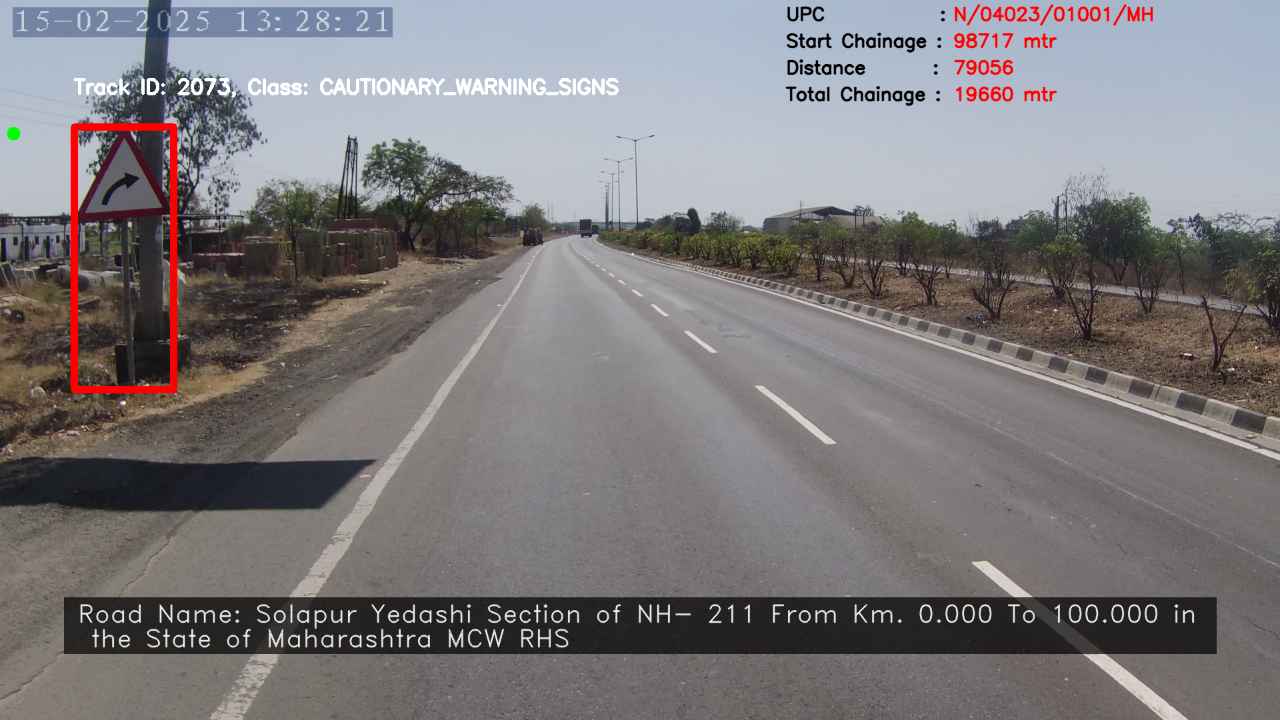 15-02-2025 13:28:21
UPC : N/04023/01001/MH
Start Chainage : 98717 mtr
Distance : 79056
Total Chainage : 19660 mtr
Track ID: 2073, Class: CAUTIONARY_WARNING_SIGNS
Road Name: Solapur Yedashi Section of NH- 211 From Km. 0.000 To 100.000 in
the State of Maharashtra MCW RHS